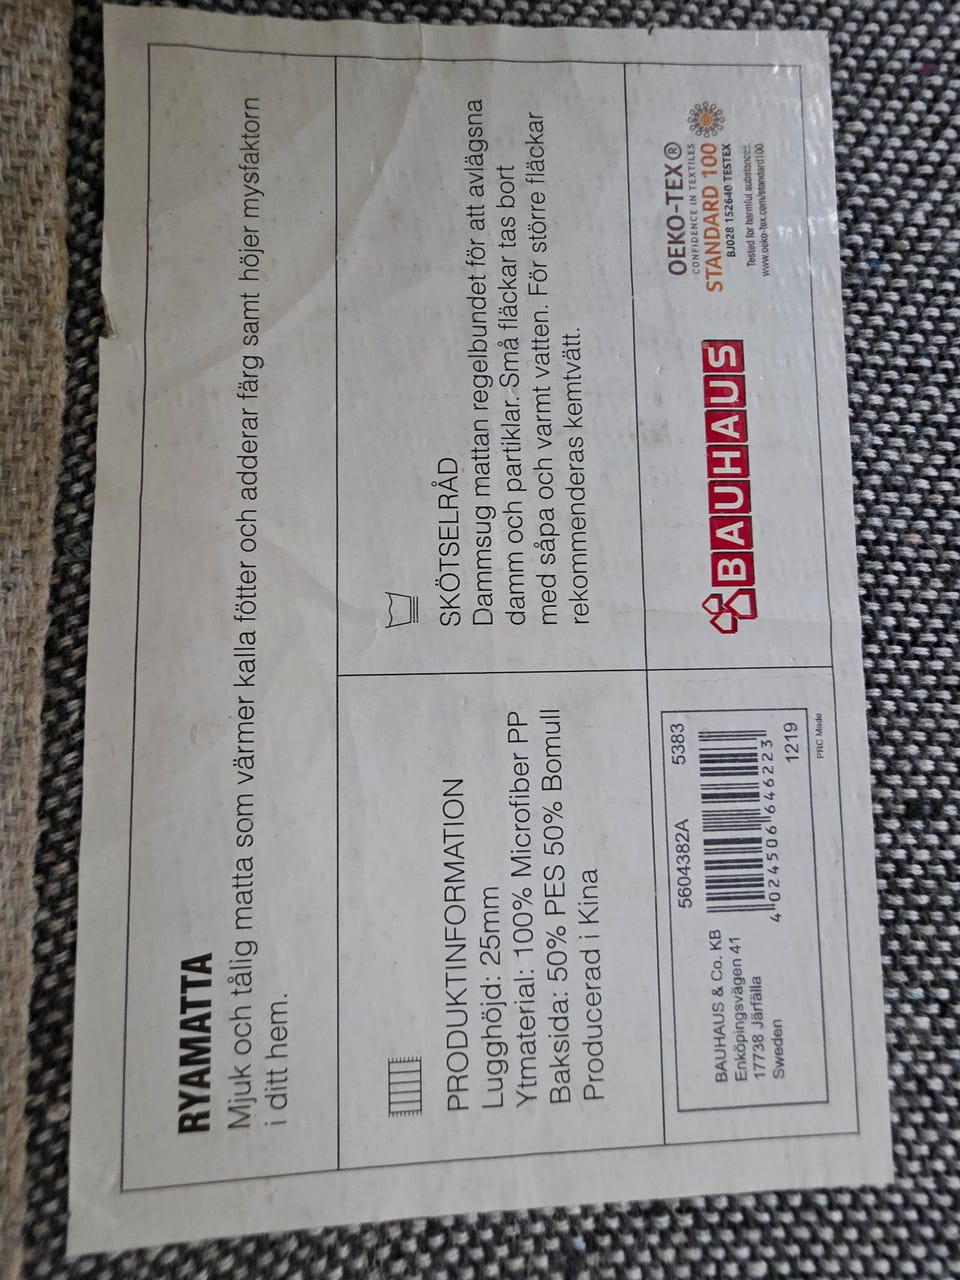 RYAMATTA
Mjuk och tålig matta som värmer kalla fötter och adderar färg samt höjer mysfaktorn
i ditt hem.
PRODUKTINFORMATION
Lugghöjd: 25mm
Ytmaterial: 100% Microfiber PP
Baksida: 50% PES 50% Bomull
Producerad i Kina
SKÖTSELRÅD
Dammsug mattan regelbundet för att avlägsna
damm och partiklar. Små fläckar tas bort
med såpa och varmt vatten. För större fläckar
rekommenderas kemtvätt.
5604382A 5383
BAUHAUS & Co. KB
Enköpingsvägen 41
17738 Järfälla
Sweden
4 024506 646223
1219
PRC Made
BAUHAUS
OEKO-TEX®
CONFIDENCE IN TEXTILES
STANDARD 100
BJ028 152640 TESTEX
Tested for harmful substances.
www.oeko-tex.com/standard100